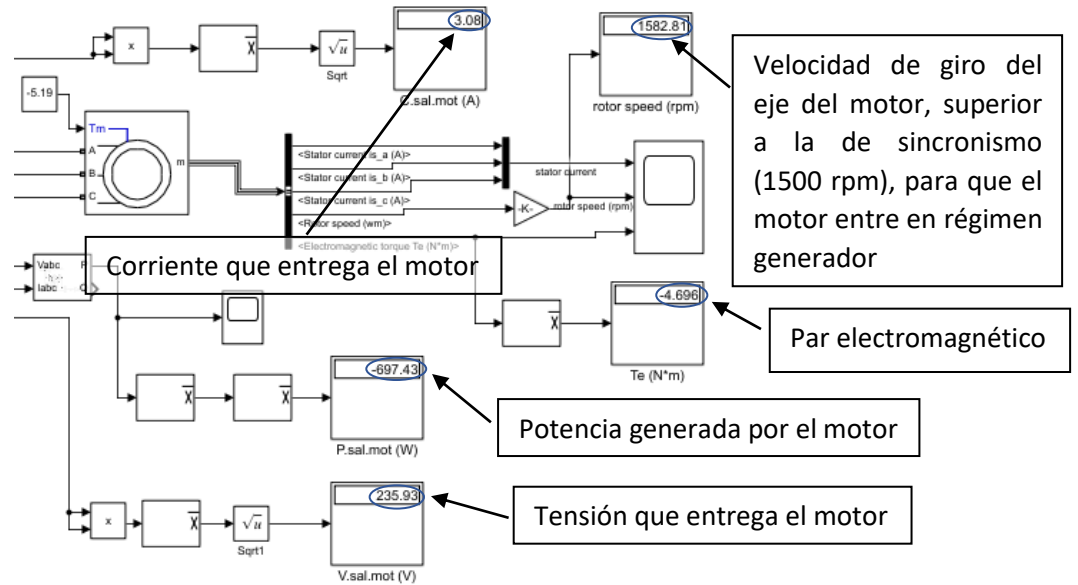 3.08
x
X
√u
Sqrt
C.sal.mot (A)
1582.81
rotor speed (rpm)
Velocidad de giro del
eje del motor, superior
a la de sincronismo
(1500 rpm), para que el
motor entre en régimen
generador
-5.19
Tm
A
B
C
m
<Stator current is_a (A)>
<Stator current is_b (A)>
<Stator current is_c (A)>
<Rotor speed (wm)>
<Electromagnetic torque Te (N*m)>
stator current
-K-
rotor speed (rpm)
Corriente que entrega el motor
Vabc
Iabc
P
Q
-4.696
X
Te (N*m)
Par electromagnético
X
X
-697.43
P.sal.mot (W)
Potencia generada por el motor
x
X
√u
Sqrt1
235.93
V.sal.mot (V)
Tensión que entrega el motor